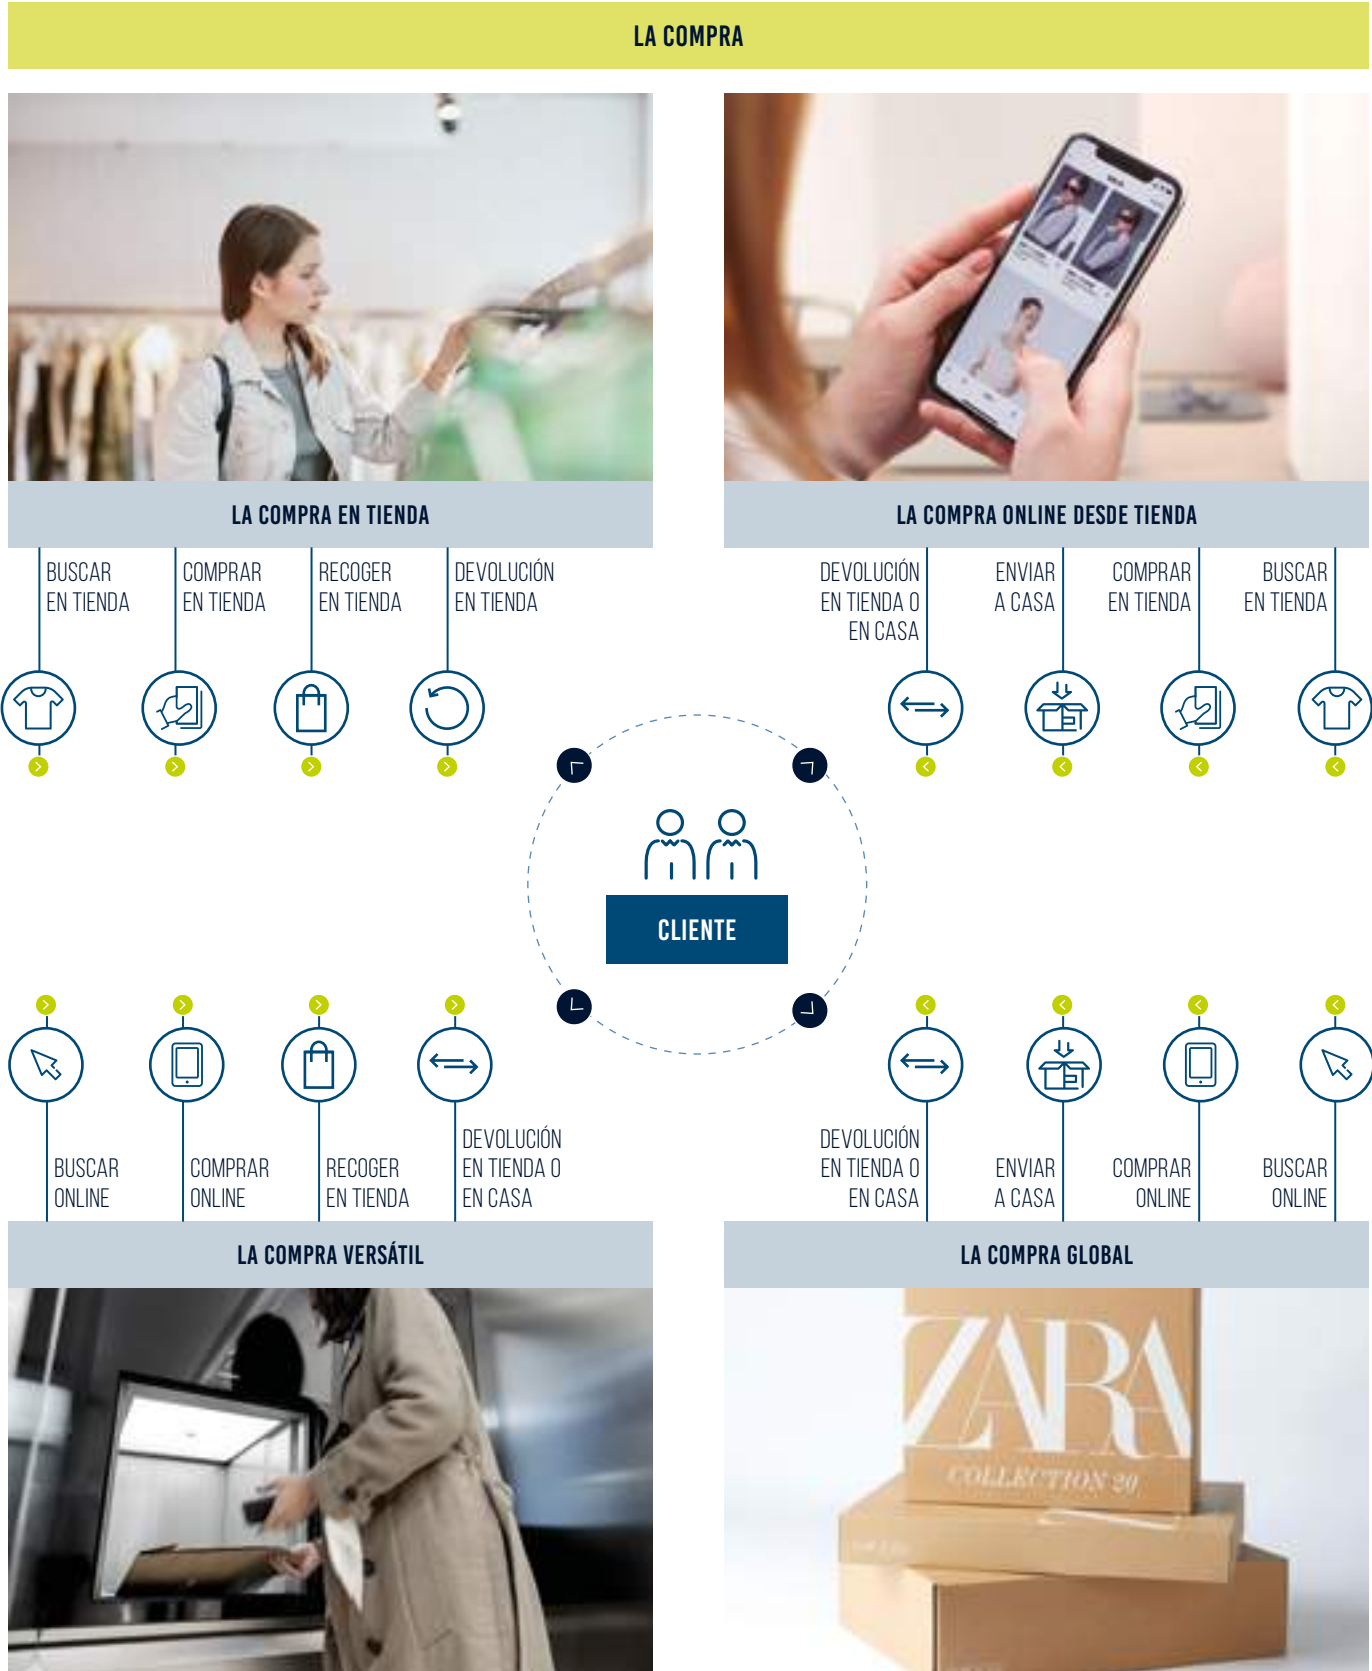 LA COMPRA
LA COMPRA EN TIENDA
BUSCAR
EN TIENDA
COMPRAR
EN TIENDA
RECOGER
EN TIENDA
DEVOLUCIÓN
EN TIENDA
LA COMPRA ONLINE DESDE TIENDA
DEVOLUCIÓN
EN TIENDA O
EN CASA
ENVIAR
A CASA
COMPRAR
EN TIENDA
BUSCAR
EN TIENDA
CLIENTE
BUSCAR
ONLINE
COMPRAR
ONLINE
RECOGER
EN TIENDA
DEVOLUCIÓN
EN TIENDA O
EN CASA
LA COMPRA VERSÁTIL
DEVOLUCIÓN
EN TIENDA O
EN CASA
ENVIAR
A CASA
COMPRAR
ONLINE
BUSCAR
ONLINE
LA COMPRA GLOBAL
ZARA
COLLECTION 20